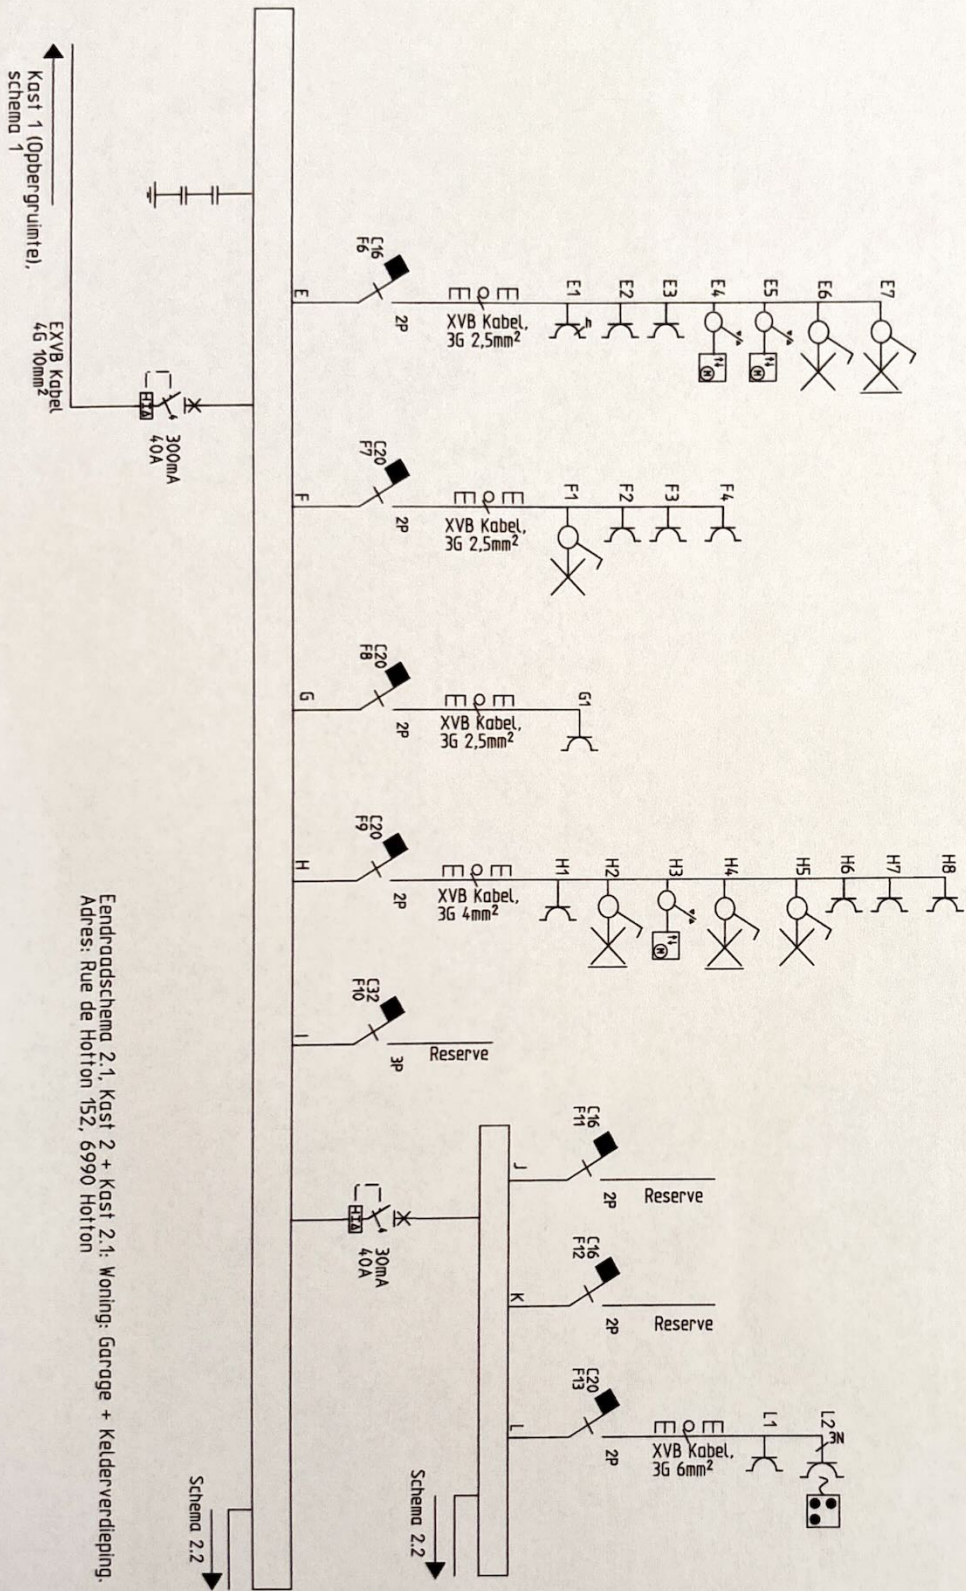 Kast 1 (Opbergruimte),
schema 1
EXVB Kabel
4G 10mm²
300mA
40A
E
C16
F6
2P
XVB Kabel,
3G 2,5mm²
E1
h
E2
E3
E4
M
E5
M
E6
E7
F
C20
F7
2P
XVB Kabel,
3G 2,5mm²
F1
F2
F3
F4
G
C20
F8
2P
XVB Kabel,
3G 2,5mm²
G1
H
C20
F9
2P
XVB Kabel,
3G 4mm²
H1
H2
H3
M
H4
H5
H6
H7
H8
I
C32
F10
3P
Reserve
30mA
40A
J
C16
F11
2P
Reserve
K
C16
F12
2P
Reserve
L
C20
F13
2P
XVB Kabel,
3G 6mm²
L1
L2
3N
Schema 2.2
Schema 2.2
Eendraadschema 2.1, Kast 2 + Kast 2.1: Woning: Garage + Kelderverdieping.
Adres: Rue de Hotton 152, 6990 Hotton